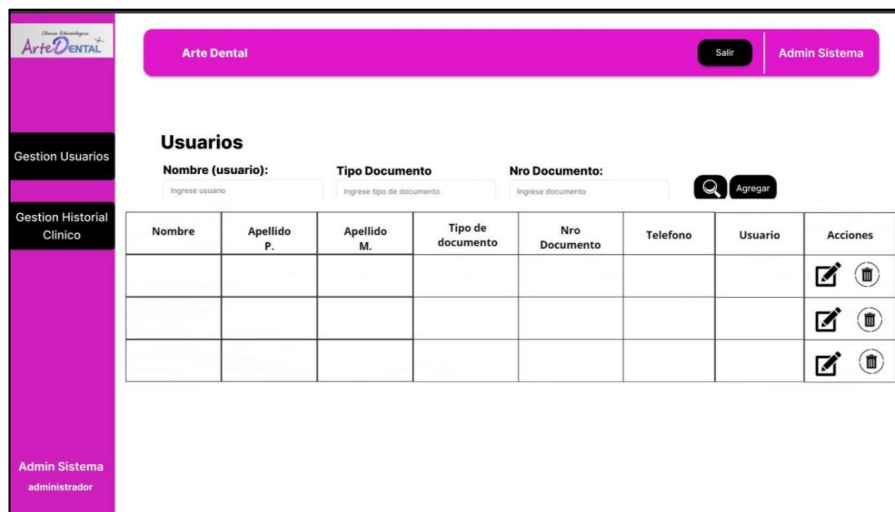 Clinica Odontologica
Arte DENTAL
Arte Dental
Salir
Admin Sistema
Gestion Usuarios
Gestion Historial
Clinico
Usuarios
Nombre (usuario):
Tipo Documento
Nro Documento:
Ingrese usuario
Ingrese tipo de documento
Ingrese documento
Agregar
Nombre
Apellido
P.
Apellido
M.
Tipo de
documento
Nro
Documento
Telefono
Usuario
Acciones
Admin Sistema
administrador